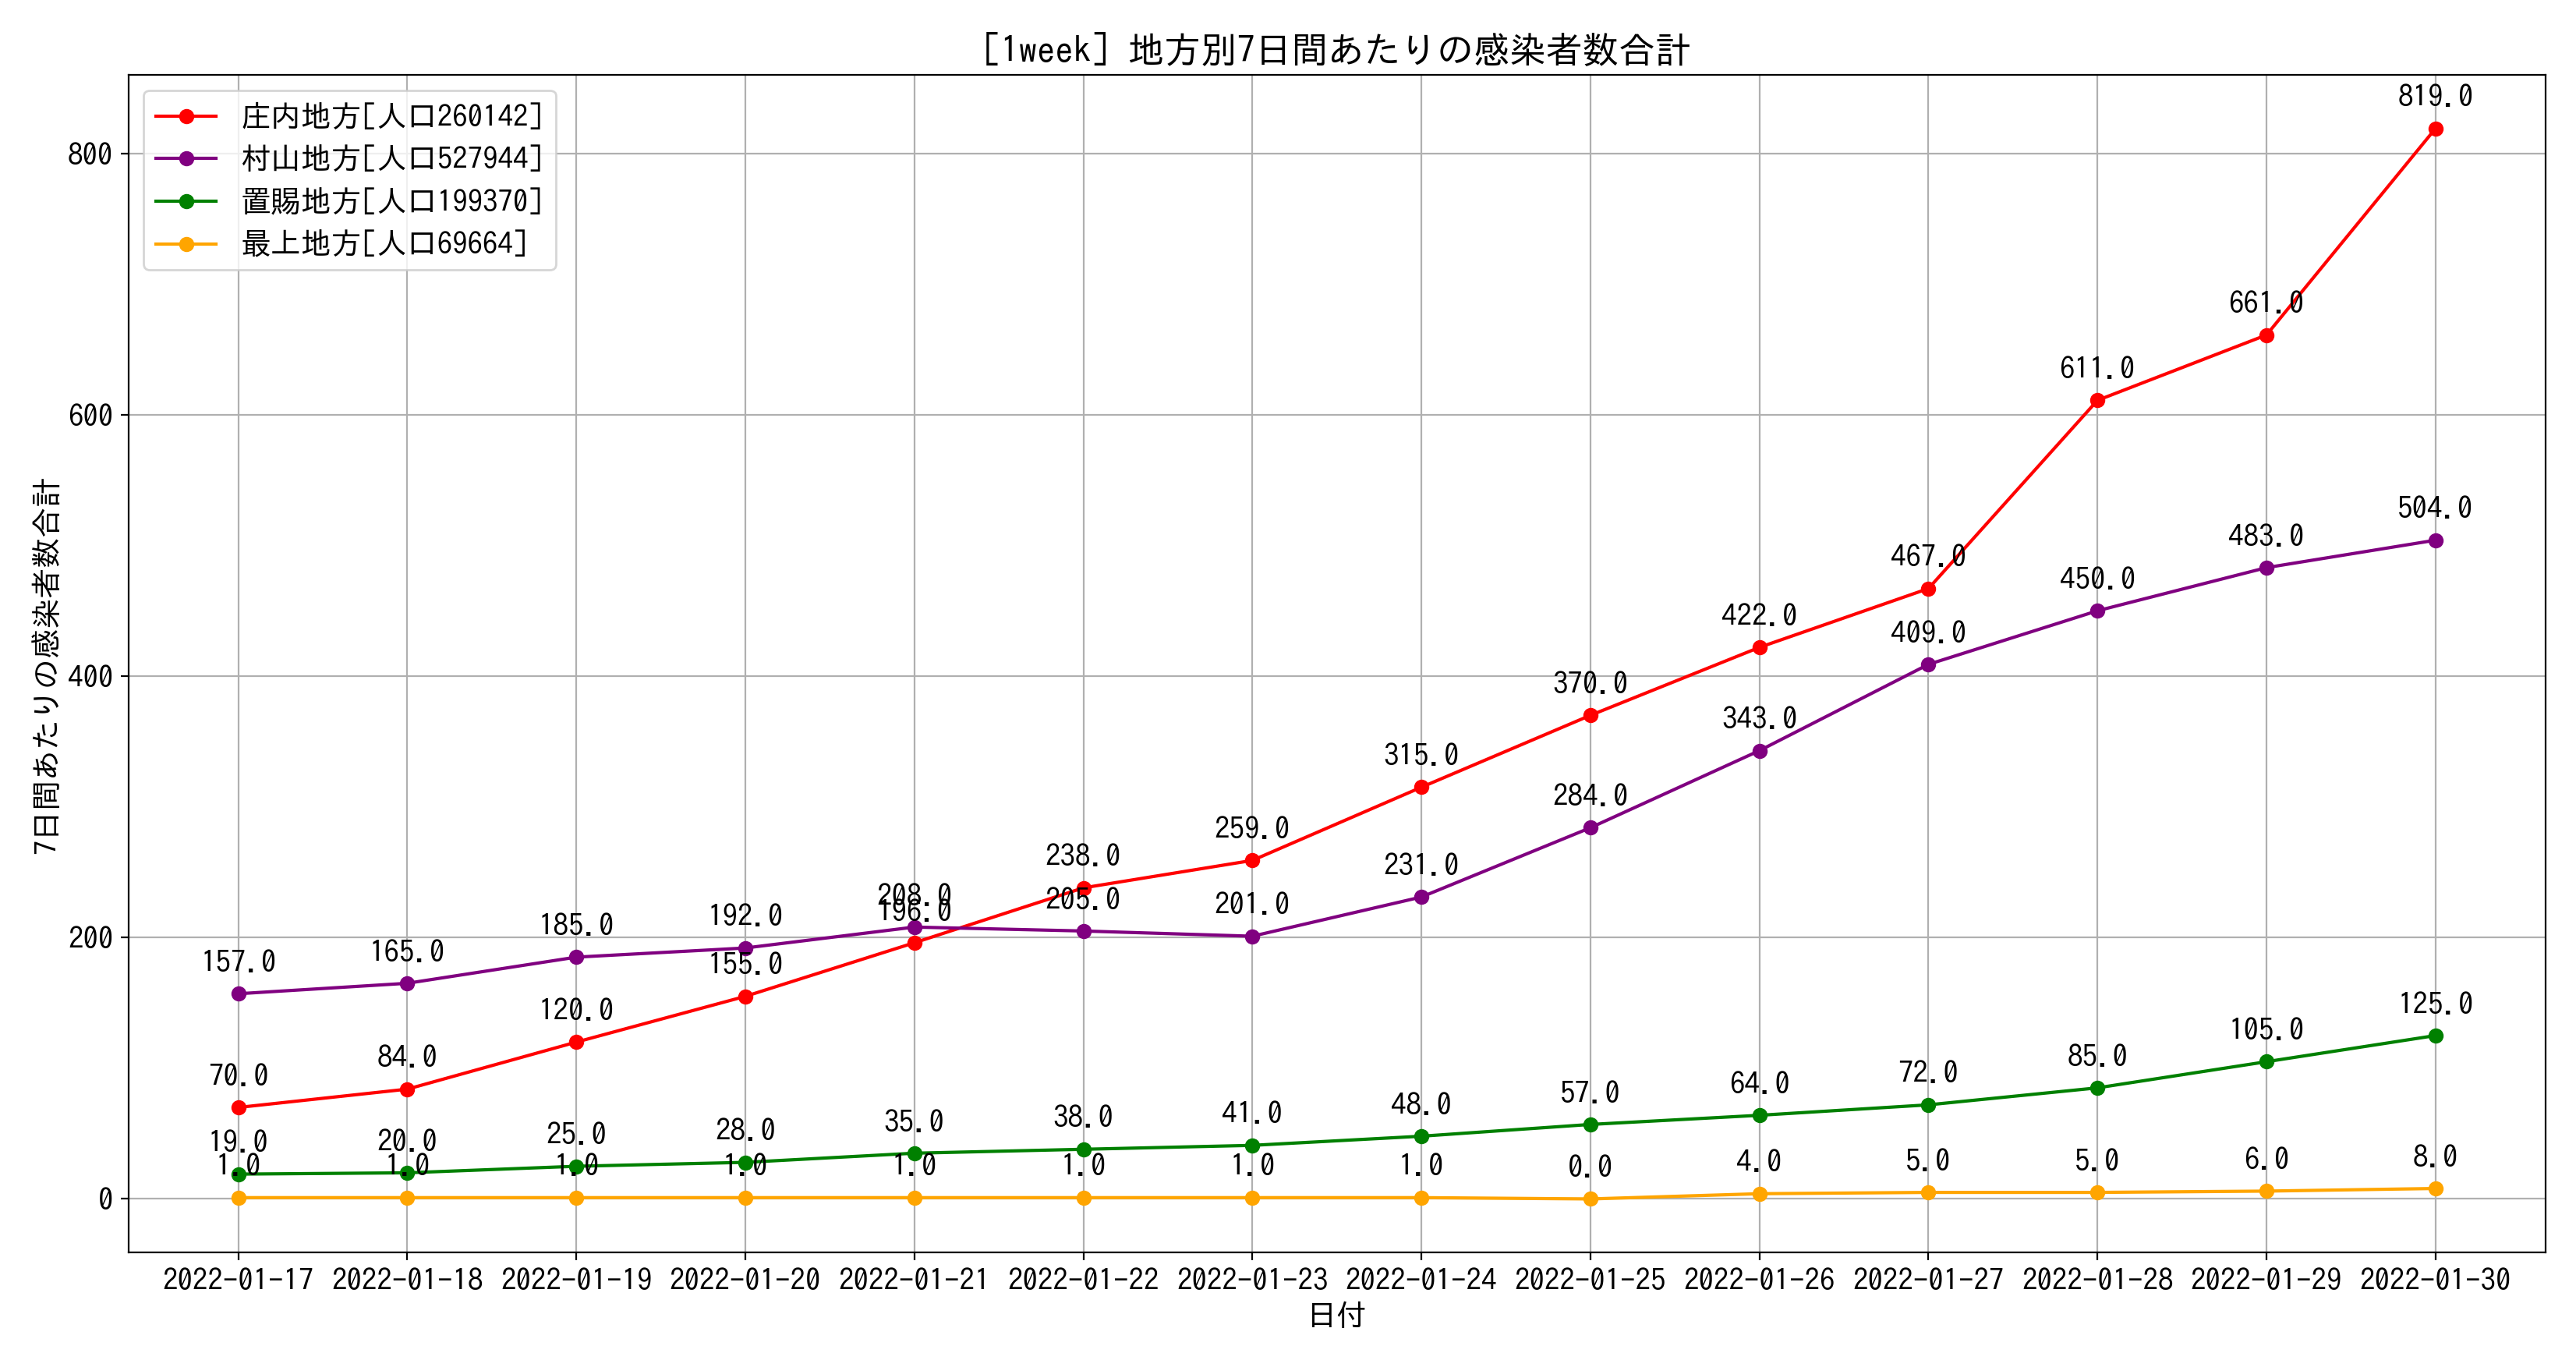 [1week] 地方別7日間あたりの感染者数合計
庄内地方[人口260142]
村山地方[人口527944]
置賜地方[人口199370]
最上地方[人口69664]
7日間あたりの感染者数合計
800
600
400
200
0
70.0 84.0 120.0 155.0 196.0 238.0 259.0 315.0 370.0 422.0 467.0 611.0 661.0 819.0
157.0 165.0 185.0 192.0 208.0 205.0 201.0 231.0 284.0 343.0 409.0 450.0 483.0 504.0
19.0 20.0 25.0 28.0 35.0 38.0 41.0 48.0 57.0 64.0 72.0 85.0 105.0 125.0
1.0 1.0 1.0 1.0 1.0 1.0 1.0 1.0 0.0 4.0 5.0 5.0 6.0 8.0
2022-01-17 2022-01-18 2022-01-19 2022-01-20 2022-01-21 2022-01-22 2022-01-23 2022-01-24 2022-01-25 2022-01-26 2022-01-27 2022-01-28 2022-01-29 2022-01-30
日付